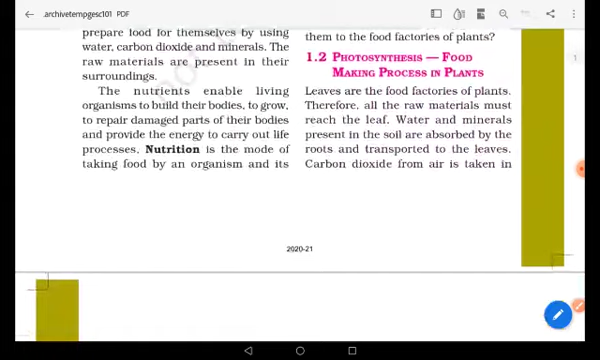 .archivetempgesc101 PDF
prepare food for themselves by using
water, carbon dioxide and minerals. The
raw materials are present in their
surroundings.
The nutrients enable living
organisms to build their bodies, to grow,
to repair damaged parts of their bodies
and provide the energy to carry out life
processes. Nutrition is the mode of
taking food by an organism and its
them to the food factories of plants?
1.2 Photosynthesis — Food
Making Process in Plants
Leaves are the food factories of plants.
Therefore, all the raw materials must
reach the leaf. Water and minerals
present in the soil are absorbed by the
roots and transported to the leaves.
Carbon dioxide from air is taken in
2020-21
1